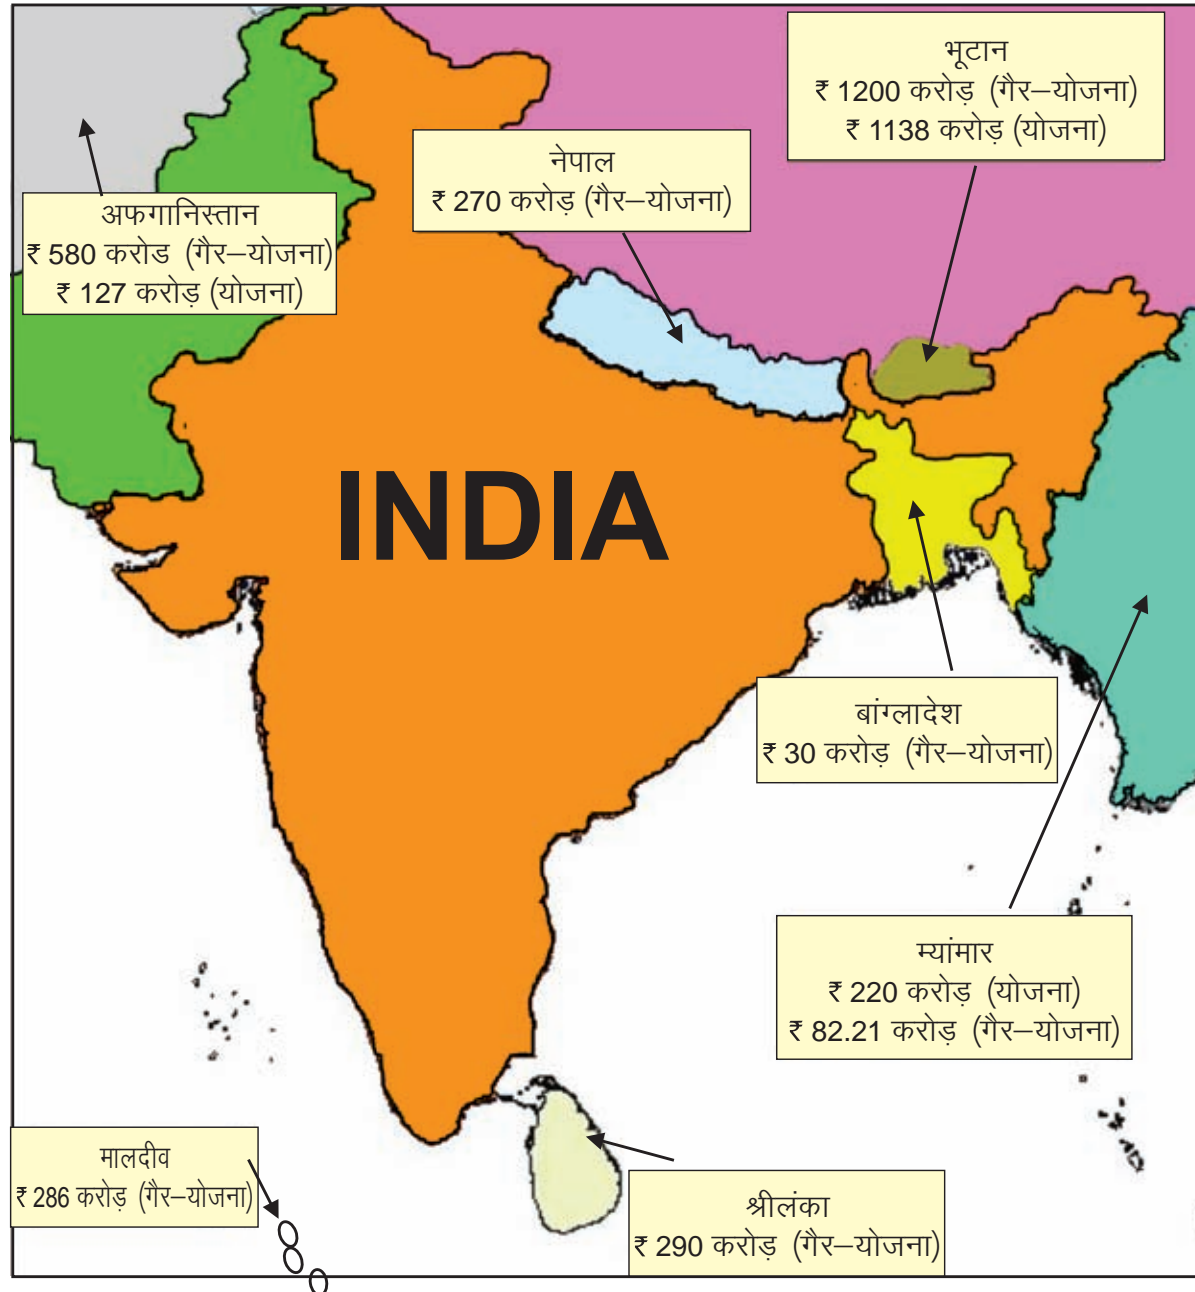 भूटान
₹ 1200 करोड़ (गैर–योजना)
₹ 1138 करोड़ (योजना)
नेपाल
₹ 270 करोड़ (गैर–योजना)
अफगानिस्तान
₹ 580 करोड (गैर–योजना)
₹ 127 करोड़ (योजना)
INDIA
बांग्लादेश
₹ 30 करोड़ (गैर–योजना)
म्यांमार
₹ 220 करोड़ (योजना)
₹ 82.21 करोड़ (गैर–योजना)
मालदीव
₹ 286 करोड़ (गैर–योजना)
श्रीलंका
₹ 290 करोड़ (गैर–योजना)